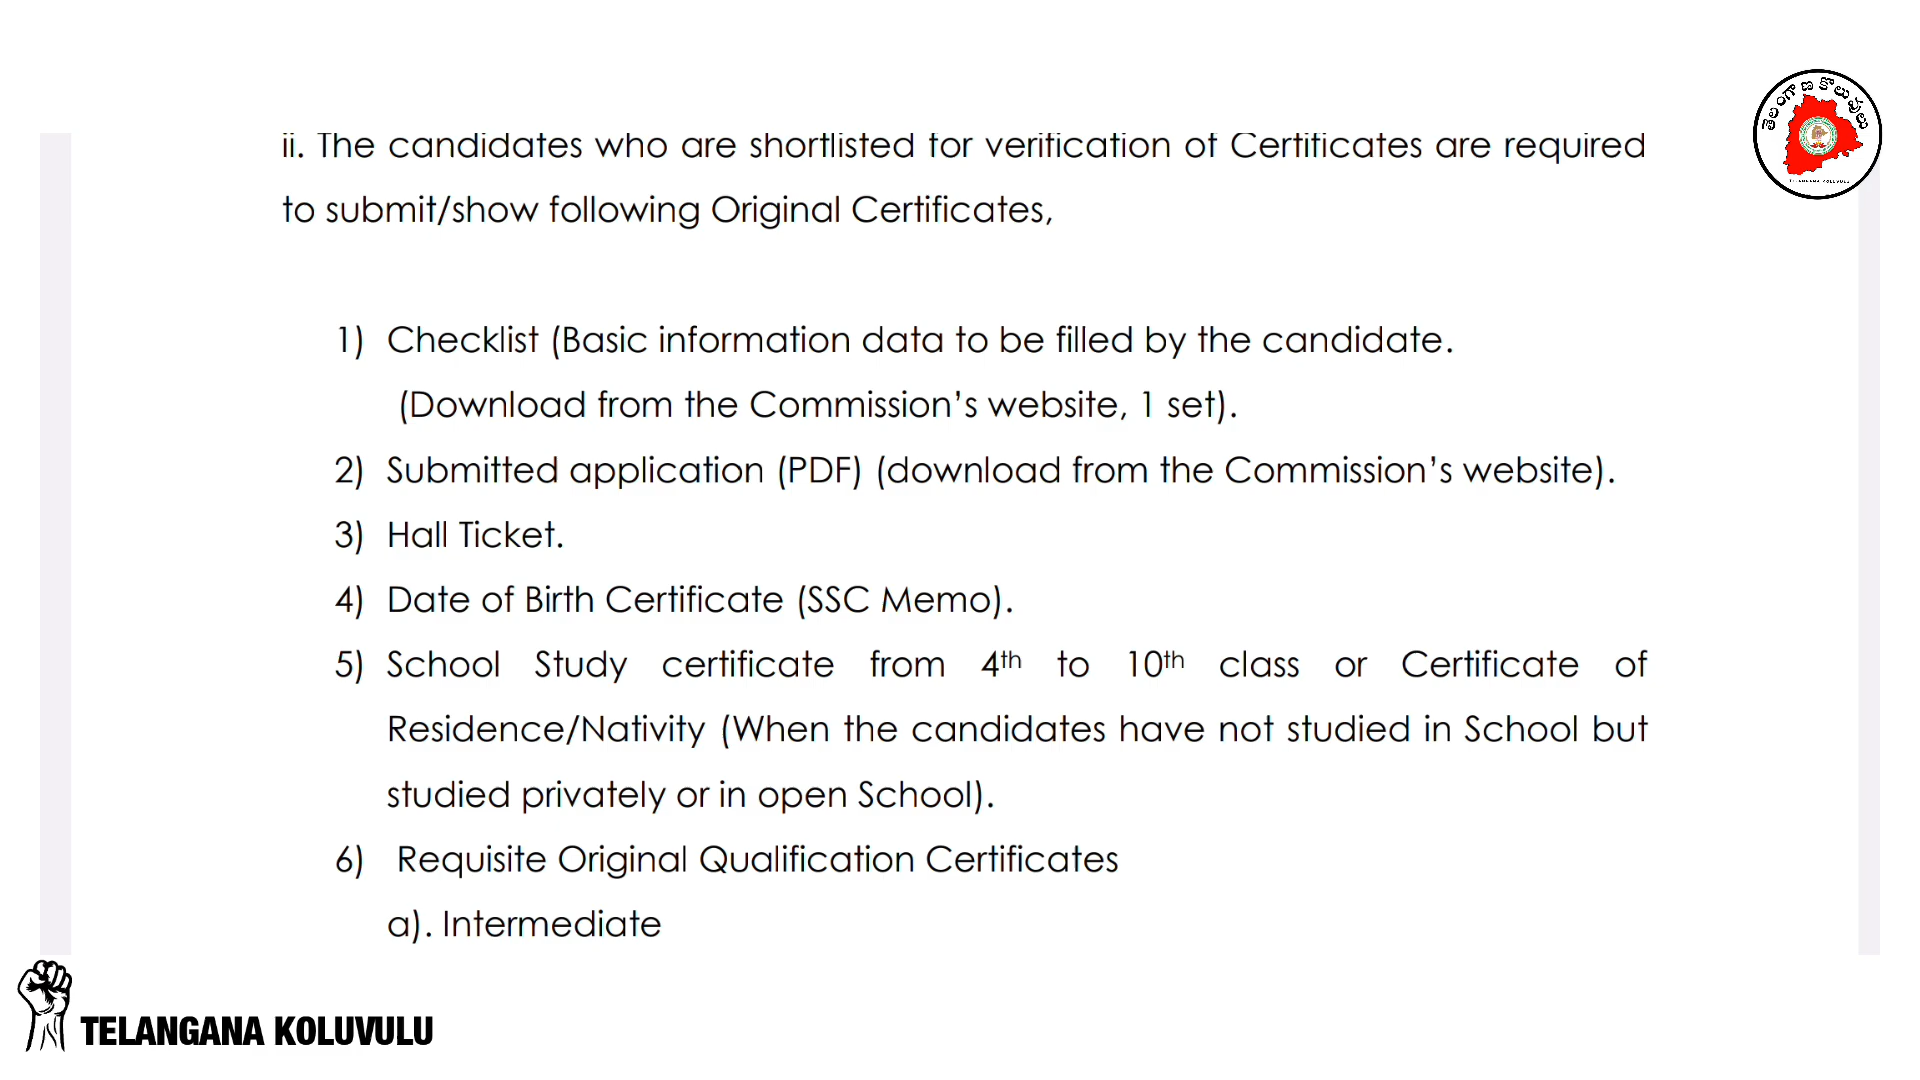 తెలంగాణ కొలువులు
TELANGANA KOLUVULU
ii. The candidates who are shortlisted for verification of Certificates are required
to submit/show following Original Certificates,
1) Checklist (Basic information data to be filled by the candidate.
(Download from the Commission’s website, 1 set).
2) Submitted application (PDF) (download from the Commission’s website).
3) Hall Ticket.
4) Date of Birth Certificate (SSC Memo).
5) School Study certificate from 4th to 10th class or Certificate of
Residence/Nativity (When the candidates have not studied in School but
studied privately or in open School).
6) Requisite Original Qualification Certificates
a). Intermediate
TELANGANA KOLUVULU